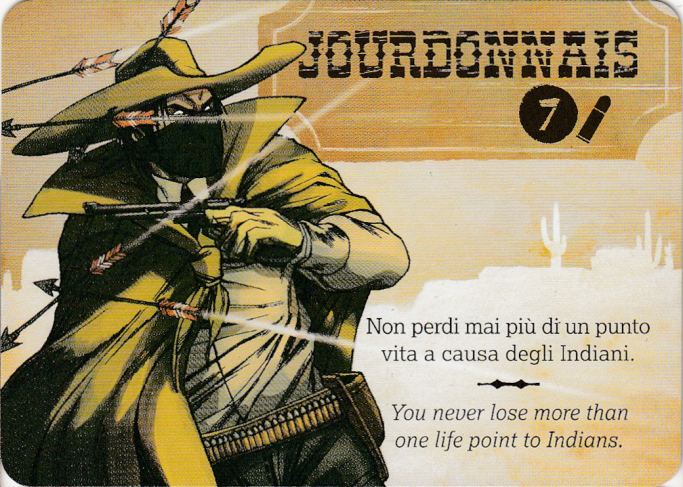 JOURDONNAIS
7
Non perdi mai più di un punto
vita a causa degli Indiani.
You never lose more than
one life point to Indians.